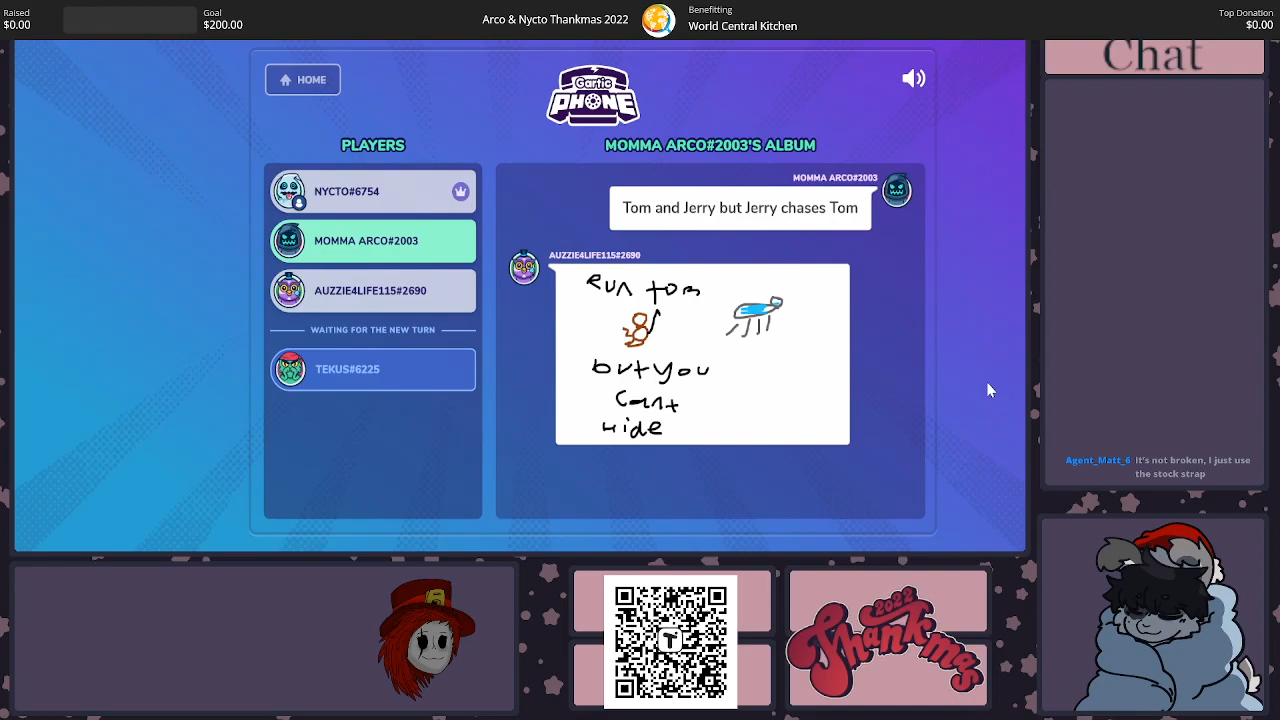 Raised
$0.00
Goal
$200.00
Arco & Nycto Thankmas 2022
Benefitting
World Central Kitchen
Top Donation
$0.00
HOME
Gartic
PHONE
Chat
PLAYERS
NYCTO#6754
MOMMA ARCO#2003
AUZZIE4LIFE115#2690
WAITING FOR THE NEW TURN
TEKUS#6225
MOMMA ARCO#2003'S ALBUM
MOMMA ARCO#2003
Tom and Jerry but Jerry chases Tom
AUZZIE4LIFE115#2690
Run tom
but you
cant
Hide
Agent_Matt_6 It's not broken, I just use
the stock strap
T
2022
Thankmas